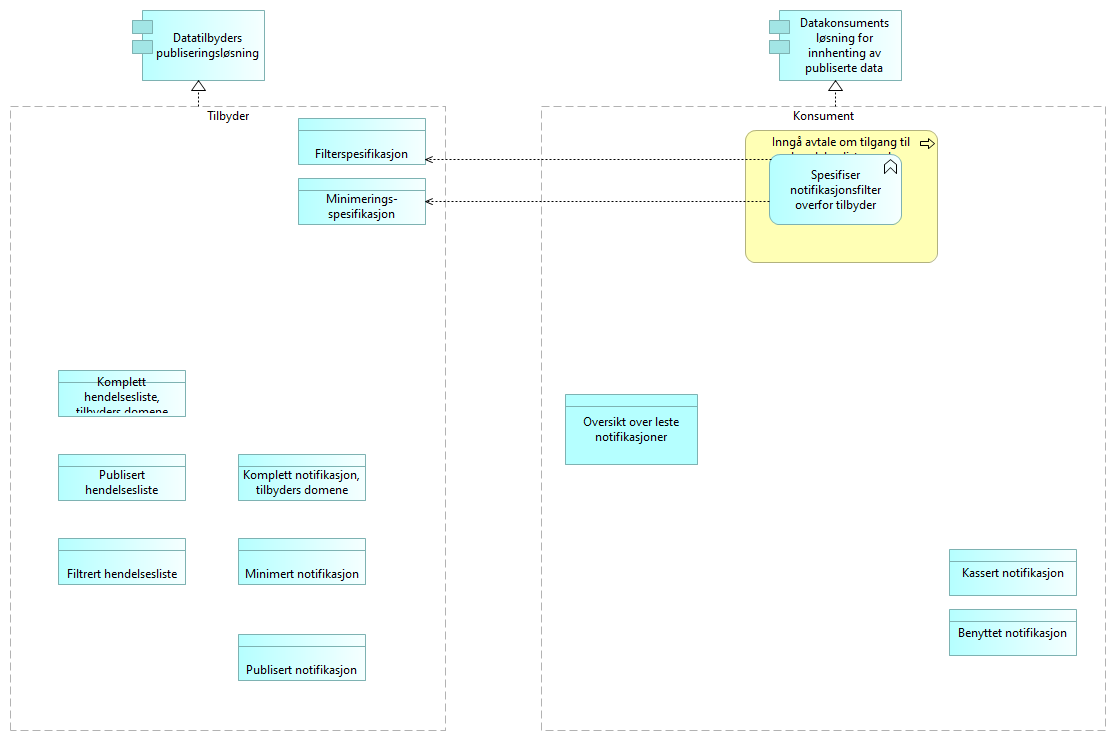 Datatilbyders
publiseringsløsning
Datakonsuments
løsning for
innhenting av
publiserte data
Tilbyder
Konsument
Filterspesifikasjon
Minimerings-
spesifikasjon
Inngå avtale om tilgang til
Spesifiser
notifikasjonsfilter
overfor tilbyder
Komplett
hendelsesliste,
tilbyders domene
Oversikt over leste
notifikasjoner
Publisert
hendelsesliste
Komplett notifikasjon,
tilbyders domene
Filtrert hendelsesliste
Minimert notifikasjon
Kassert notifikasjon
Benyttet notifikasjon
Publisert notifikasjon